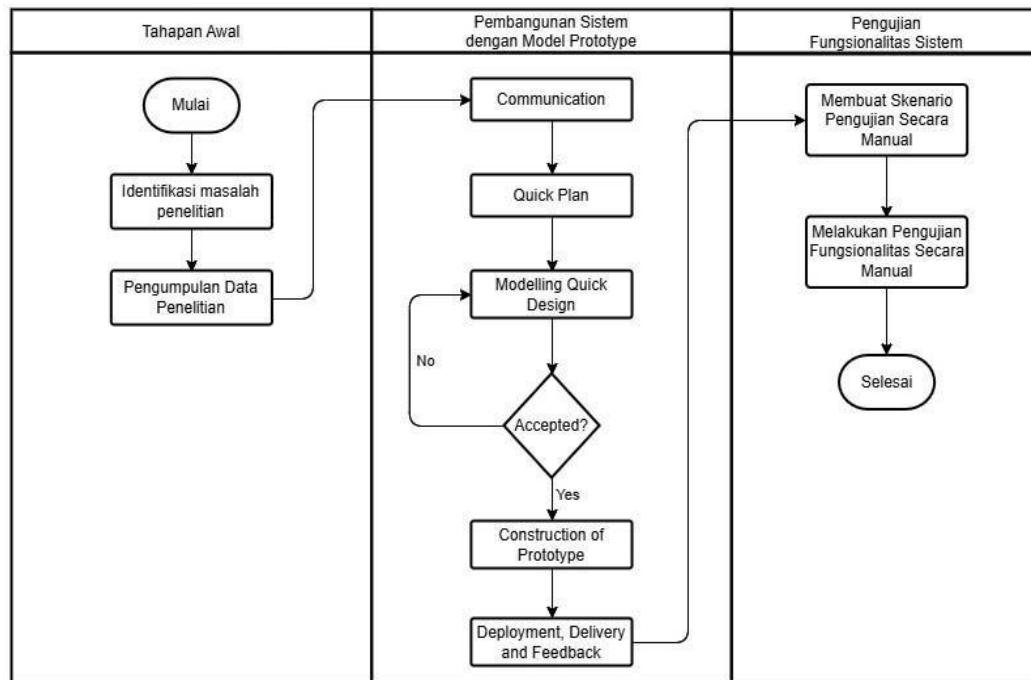 Tahapan Awal
Pembangunan Sistem
dengan Model Prototype
Pengujian
Fungsionalitas Sistem
Mulai
Identifikasi masalah
penelitian
Pengumpulan Data
Penelitian
Communication
Quick Plan
Modelling Quick
Design
No
Accepted?
Yes
Construction of
Prototype
Deployment, Delivery
and Feedback
Membuat Skenario
Pengujian Secara
Manual
Melakukan Pengujian
Fungsionalitas Secara
Manual
Selesai